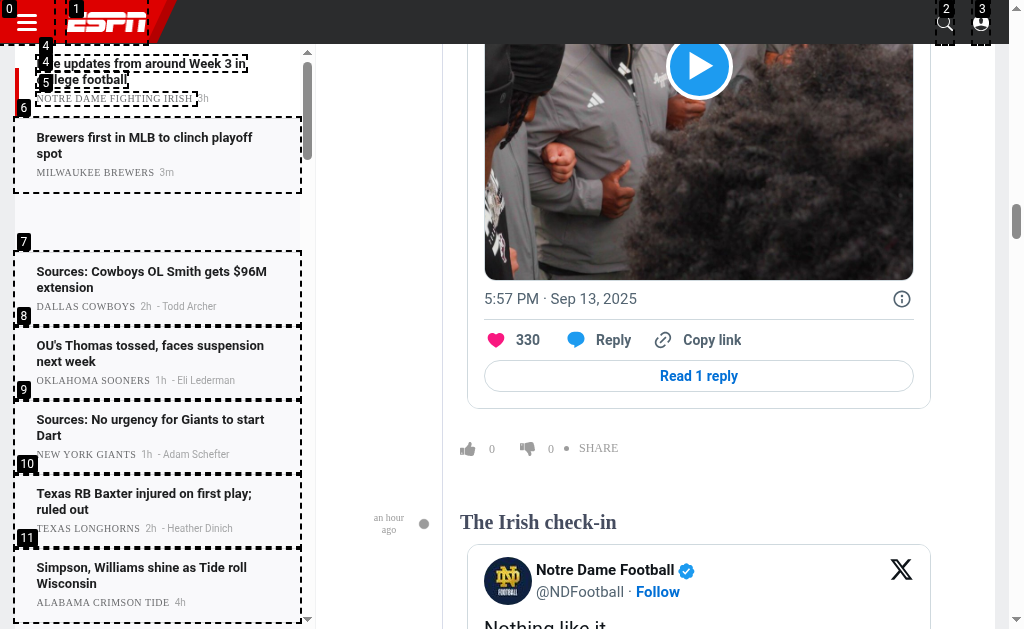 0
1
ESPN
2
3
4
4
e updates from around Week 3 in
5
lege football
NOTRE DAME FIGHTING IRISH 3h
6
Brewers first in MLB to clinch playoff
spot
MILWAUKEE BREWERS 3m
7
Sources: Cowboys OL Smith gets $96M
extension
DALLAS COWBOYS 2h - Todd Archer
8
OU's Thomas tossed, faces suspension
next week
OKLAHOMA SOONERS 1h - Eli Lederman
9
Sources: No urgency for Giants to start
Dart
NEW YORK GIANTS 1h - Adam Schefter
10
Texas RB Baxter injured on first play;
ruled out
TEXAS LONGHORNS 2h - Heather Dinich
11
Simpson, Williams shine as Tide roll
Wisconsin
ALABAMA CRIMSON TIDE 4h
5:57 PM · Sep 13, 2025
330 Reply Copy link
Read 1 reply
0 0 • SHARE
an hour
ago
The Irish check-in
ND
FOOTBALL
Notre Dame Football
@NDFootball · Follow
Nothing like it